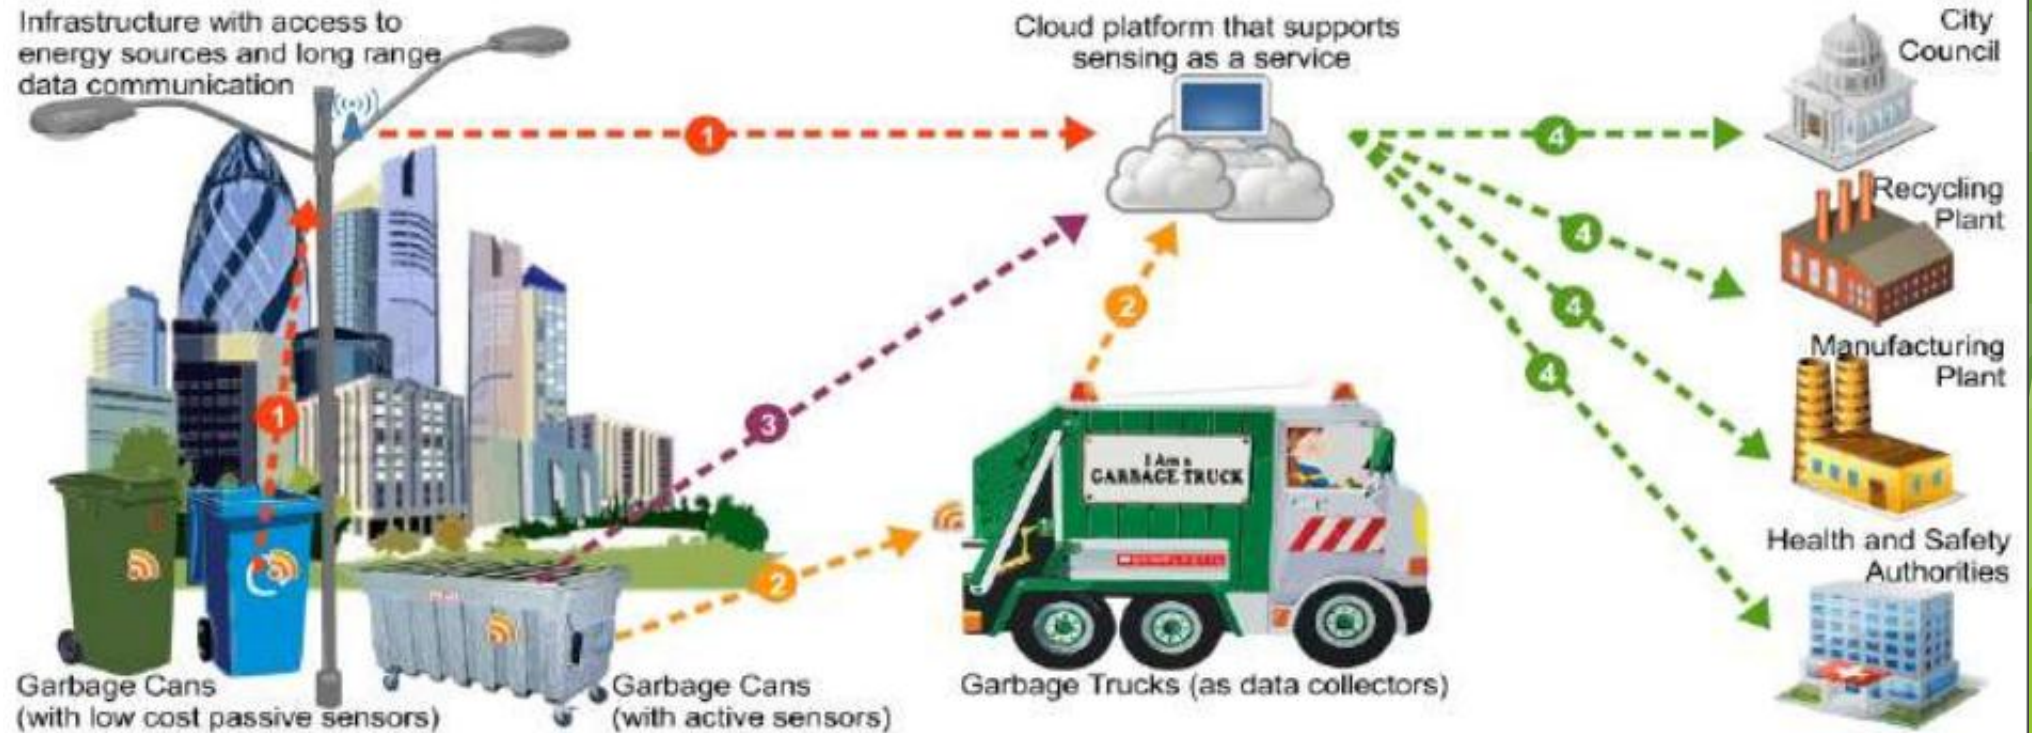 Infrastructure with access to
energy sources and long range
data communication
Cloud platform that supports
sensing as a service
City
Council
1
4
Recycling
Plant
4
2
4
Manufacturing
Plant
4
1
3
I Am a
GARBAGE TRUCK
2
Health and Safety
Authorities
Garbage Cans
(with low cost passive sensors)
Garbage Cans
(with active sensors)
Garbage Trucks (as data collectors)